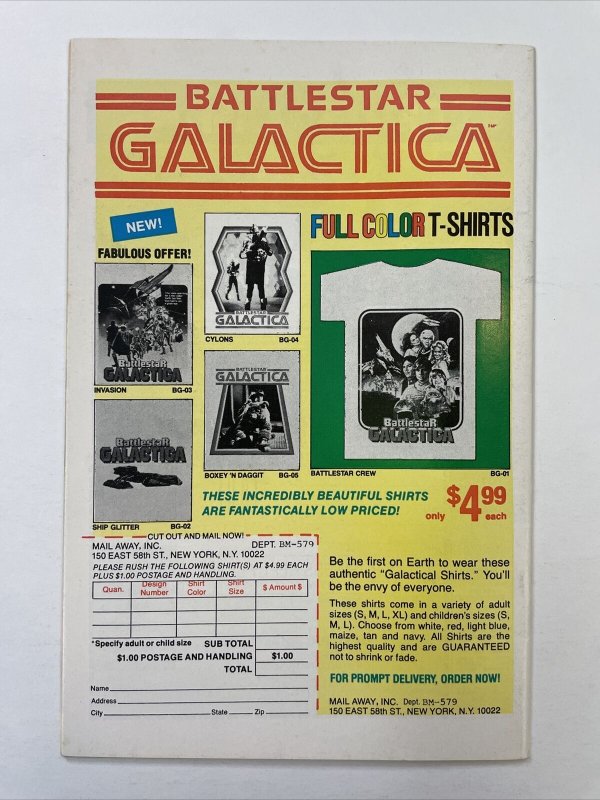 BATTLESTAR
GALACTICA™
NEW!
FABULOUS OFFER!
FULL COLOR T-SHIRTS
BATTLESTAR
GALACTICA
CYLONS BG-04
BattlestaR
GALACTICA
INVASION BG-03
BATTLESTAR
GALACTICA
BOXEY 'N DAGGIT BG-05
BattlestaR
GALACTICA
SHIP GLITTER BG-02
BattlestaR
GALACTICA
BATTLESTAR CREW BG-01
THESE INCREDIBLY BEAUTIFUL SHIRTS
ARE FANTASTICALLY LOW PRICED!
only $4.99 each
CUT OUT AND MAIL NOW!
MAIL AWAY, INC. DEPT. BM-579
150 EAST 58th ST., NEW YORK, N.Y. 10022
PLEASE RUSH THE FOLLOWING SHIRT(S) AT $4.99 EACH
PLUS $1.00 POSTAGE AND HANDLING.
Quan. Design Number Shirt Color Shirt Size $ Amount $
*Specify adult or child size SUB TOTAL
$1.00 POSTAGE AND HANDLING $1.00
TOTAL
Name
Address
City State Zip
Be the first on Earth to wear these
authentic "Galactical Shirts." You'll
be the envy of everyone.
These shirts come in a variety of adult
sizes (S, M, L, XL) and children's sizes (S,
M, L). Choose from white, red, light blue,
maize, tan and navy. All Shirts are the
highest quality and are GUARANTEED
not to shrink or fade.
FOR PROMPT DELIVERY, ORDER NOW!
MAIL AWAY, INC. Dept. BM-579
150 EAST 58th ST., NEW YORK, N.Y. 10022